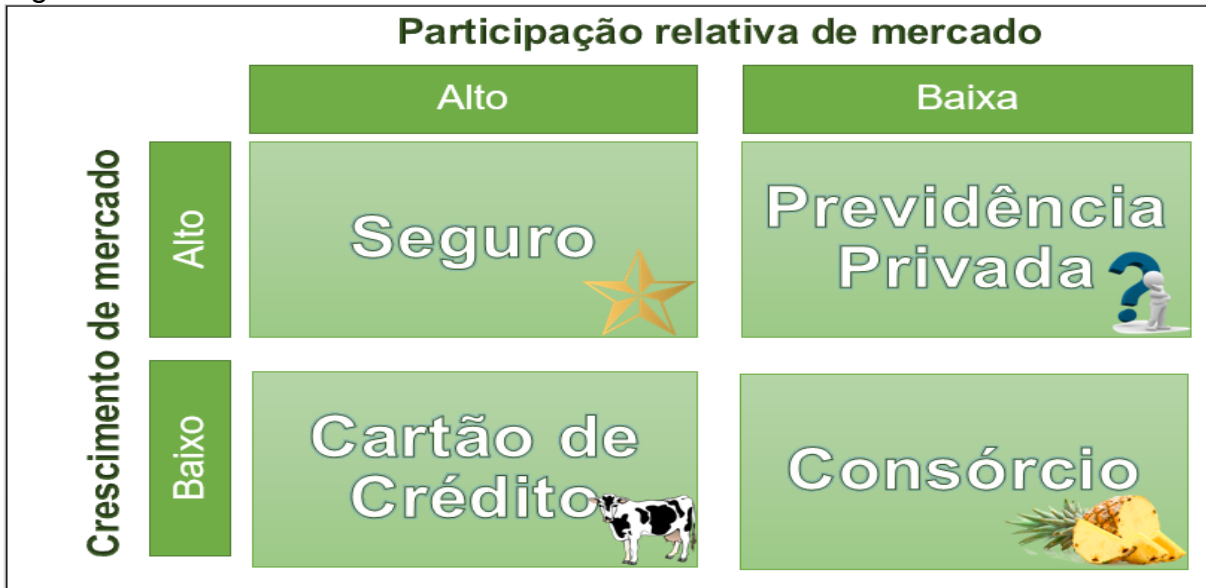 Participação relativa de mercado
Alto
Baixa
Crescimento de mercado
Alto
Seguro
Previdência
Privada
?
Baixo
Cartão de
Crédito
Consórcio